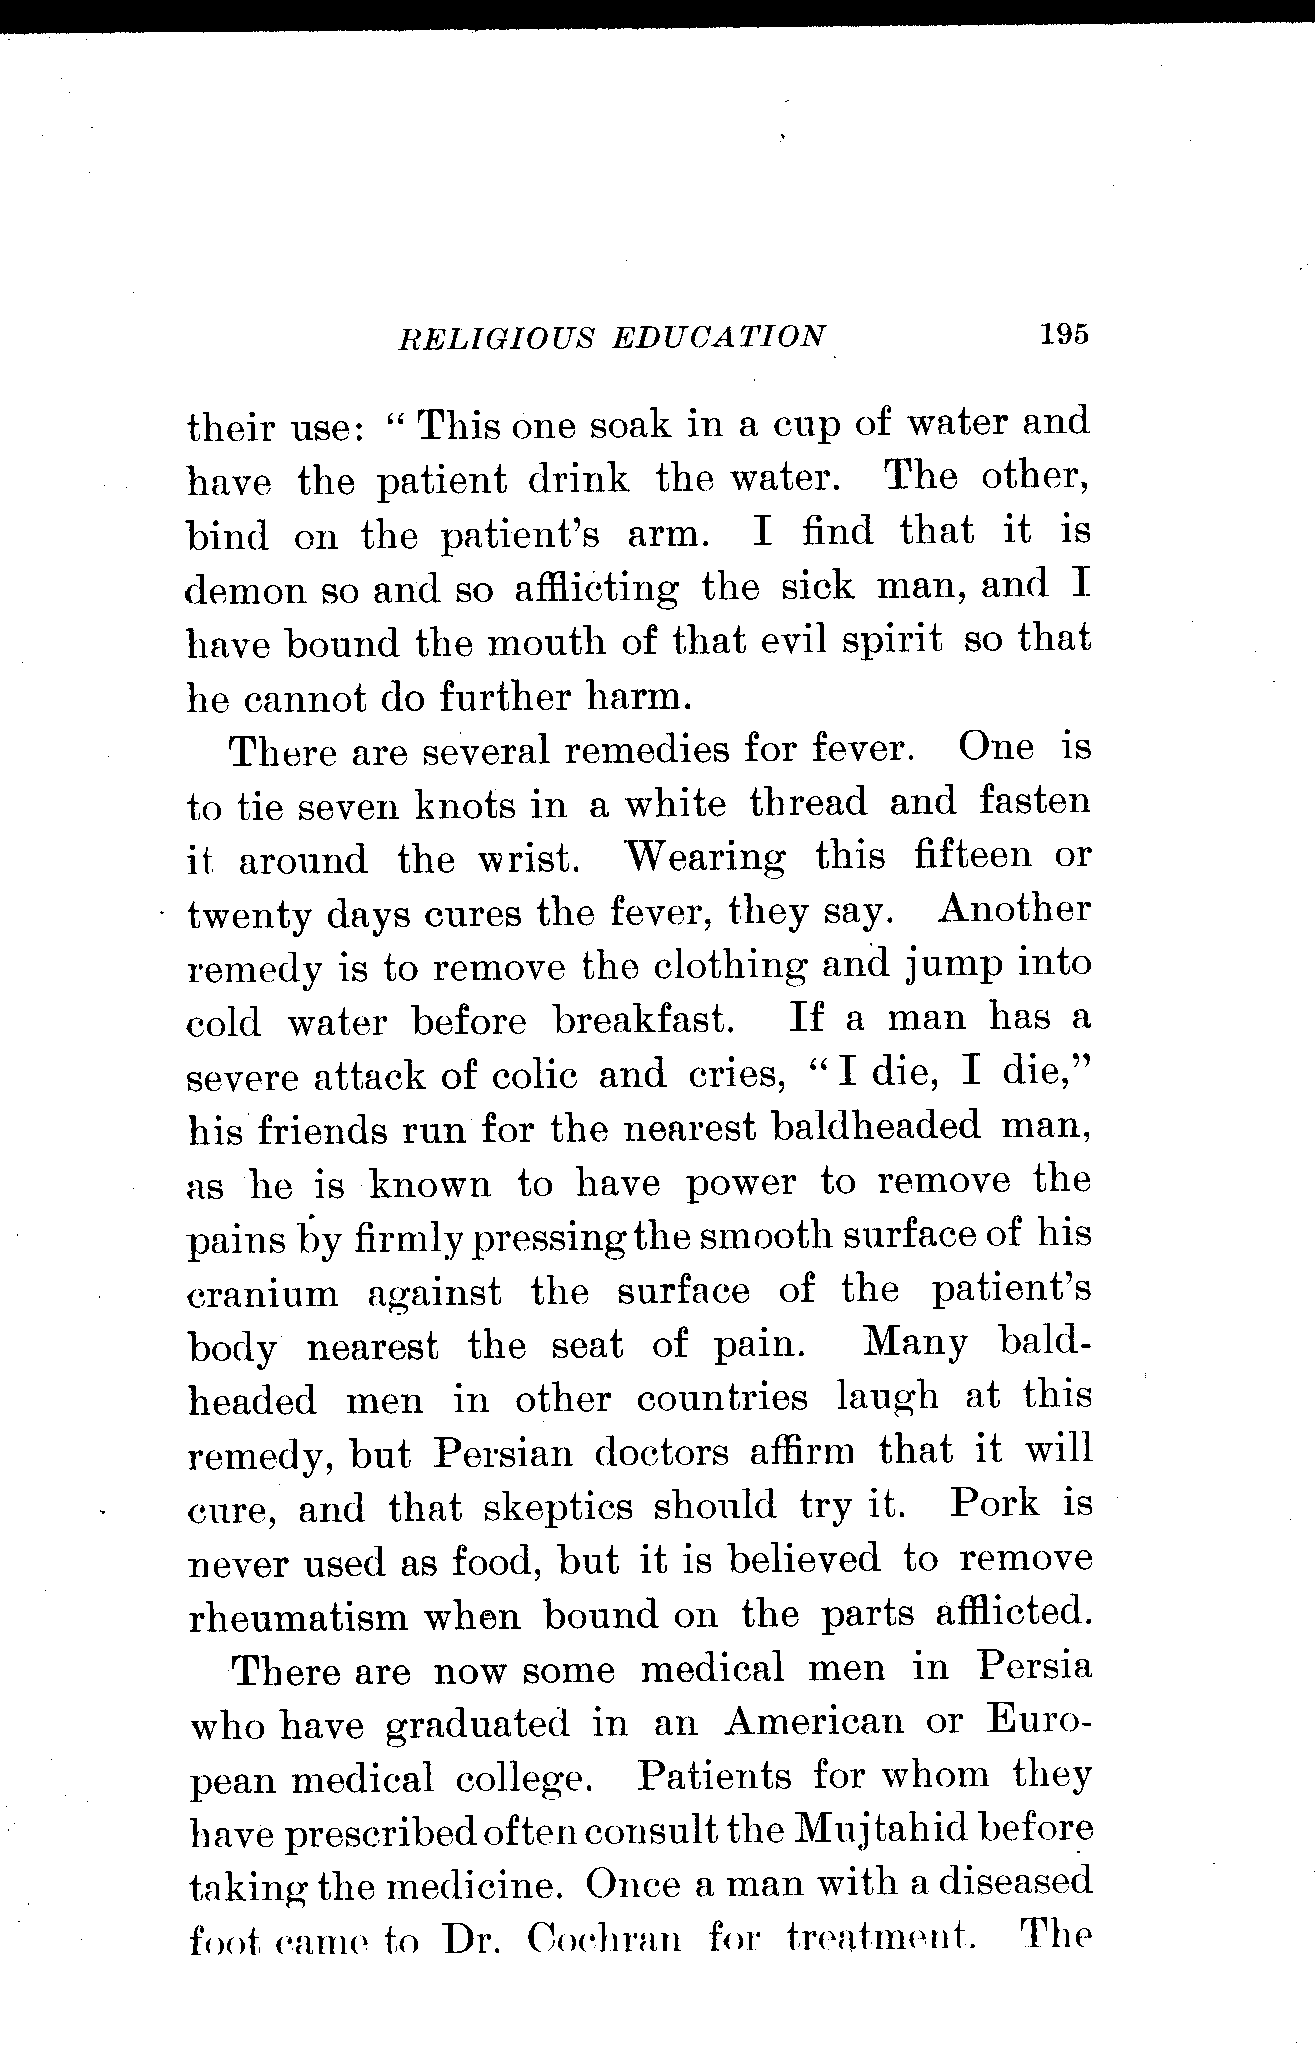 RELIGIOUS EDUCATION 195
their use: “ This one soak in a cup of water and
have the patient drink the water. The other,
bind on the patient’s arm. I find that it is
demon so and so afflicting the sick man, and I
have bound the mouth of that evil spirit so that
he cannot do further harm.
There are several remedies for fever. One is
to tie seven knots in a white thread and fasten
it around the wrist. Wearing this fifteen or
twenty days cures the fever, they say. Another
remedy is to remove the clothing and jump into
cold water before breakfast. If a man has a
severe attack of colic and cries, “ I die, I die,”
his friends run for the nearest baldheaded man,
as he is known to have power to remove the
pains by firmly pressing the smooth surface of his
cranium against the surface of the patient’s
body nearest the seat of pain. Many bald-
headed men in other countries laugh at this
remedy, but Persian doctors affirm that it will
cure, and that skeptics should try it. Pork is
never used as food, but it is believed to remove
rheumatism when bound on the parts afflicted.
There are now some medical men in Persia
who have graduated in an American or Euro-
pean medical college. Patients for whom they
have prescribed often consult the Mujtahid before
taking the medicine. Once a man with a diseased
foot came to Dr. Cochran for treatment. The